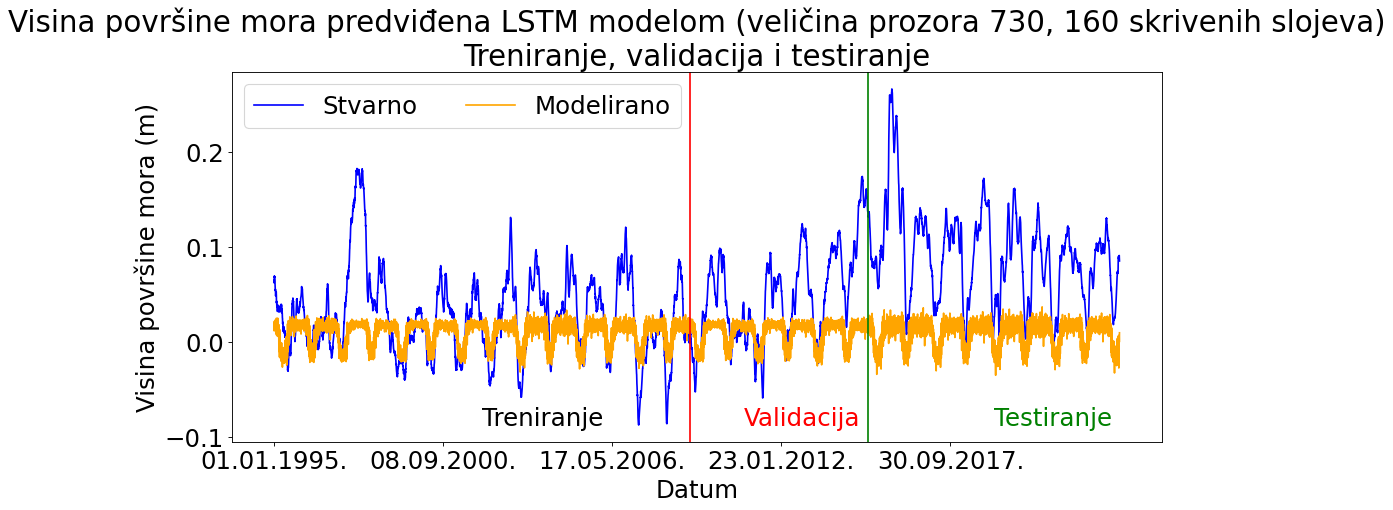 Visina površine mora predviđena LSTM modelom (veličina prozora 730, 160 skrivenih slojeva)
Treniranje, validacija i testiranje
Stvarno
Modelirano
Visina površine mora (m)
0.2
0.1
0.0
−0.1
Treniranje
Validacija
Testiranje
01.01.1995.
08.09.2000.
17.05.2006.
23.01.2012.
30.09.2017.
Datum